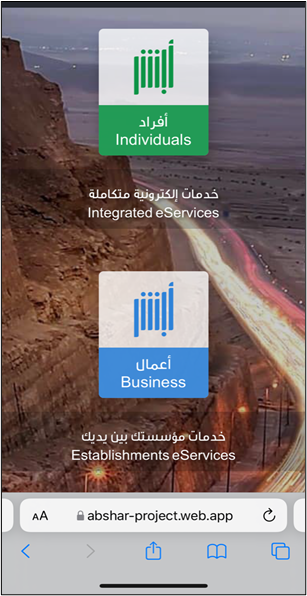 أبشر
أفراد
Individuals
خدمات إلكترونية متكاملة
Integrated eServices
أبشر
أعمال
Business
خدمات مؤسستك بين يديك
Establishments eServices
AA
abshar-project.web.app